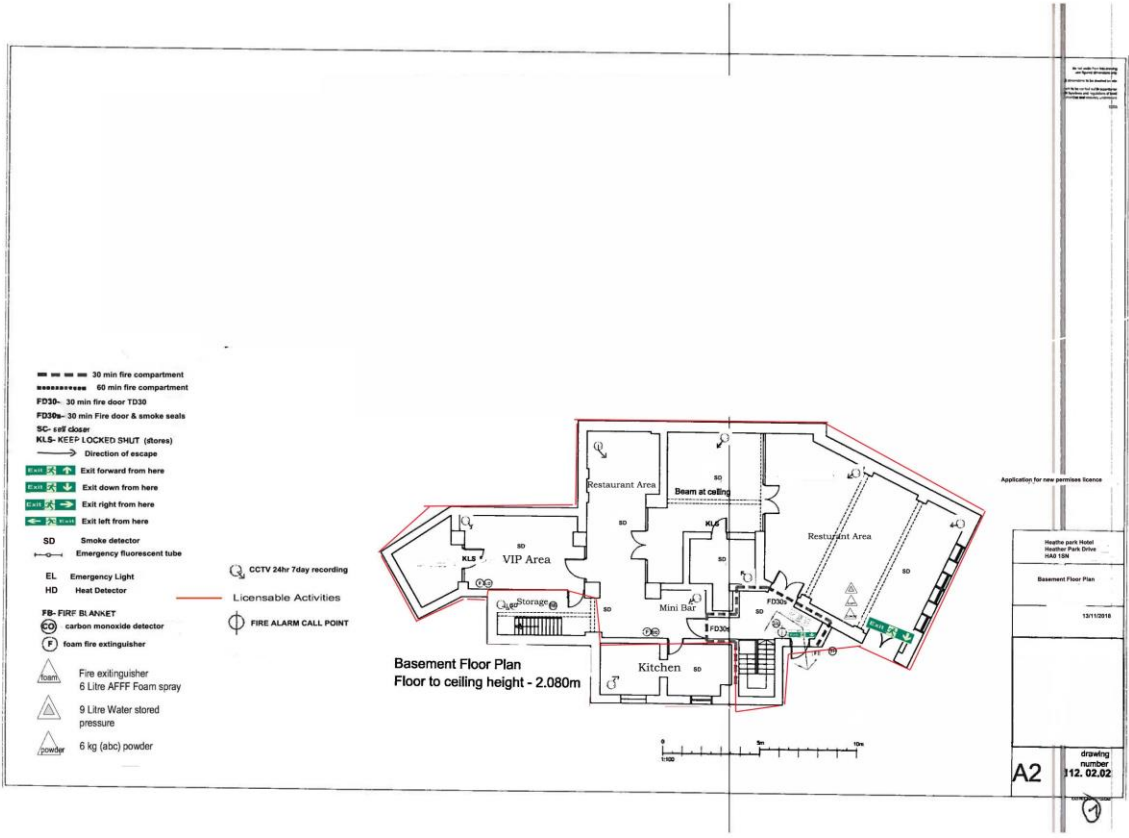 30 min fire compartment
60 min fire compartment
FD30- 30 min fire door TD30
FD30s- 30 min Fire door & smoke seals
SC- self closer
KLS- KEEP LOCKED SHUT (stores)
Direction of escape
Exit Exit forward from here
Exit Exit down from here
Exit Exit right from here
Exit Exit left from here
SD Smoke detector
Emergency fluorescent tube
EL Emergency Light
HD Heat Detector
FB- FIRE BLANKET
CO carbon monoxide detector
F foam fire extinguisher
foam Fire exitinguisher
6 Litre AFFF Foam spray
9 Litre Water stored
pressure
powder 6 kg (abc) powder
CCTV 24hr 7day recording
Licensable Activities
FIRE ALARM CALL POINT
Restaurant Area
SD
Beam at ceiling
SD
KLS
SD
Resturant Area
SD
KLS
SD
VIP Area
Storage
SD
Mini Bar
FD30s
FD30s
SD
Exit
Exit
Kitchen
SD
Basement Floor Plan
Floor to ceiling height - 2.080m
0 5m 10m
1:100
Application for new permises licence
Heathe park Hotel
Heather Park Drive
HA0 1SN
Basement Floor Plan
13/11/2018
A2
drawing
number
112. 02.02